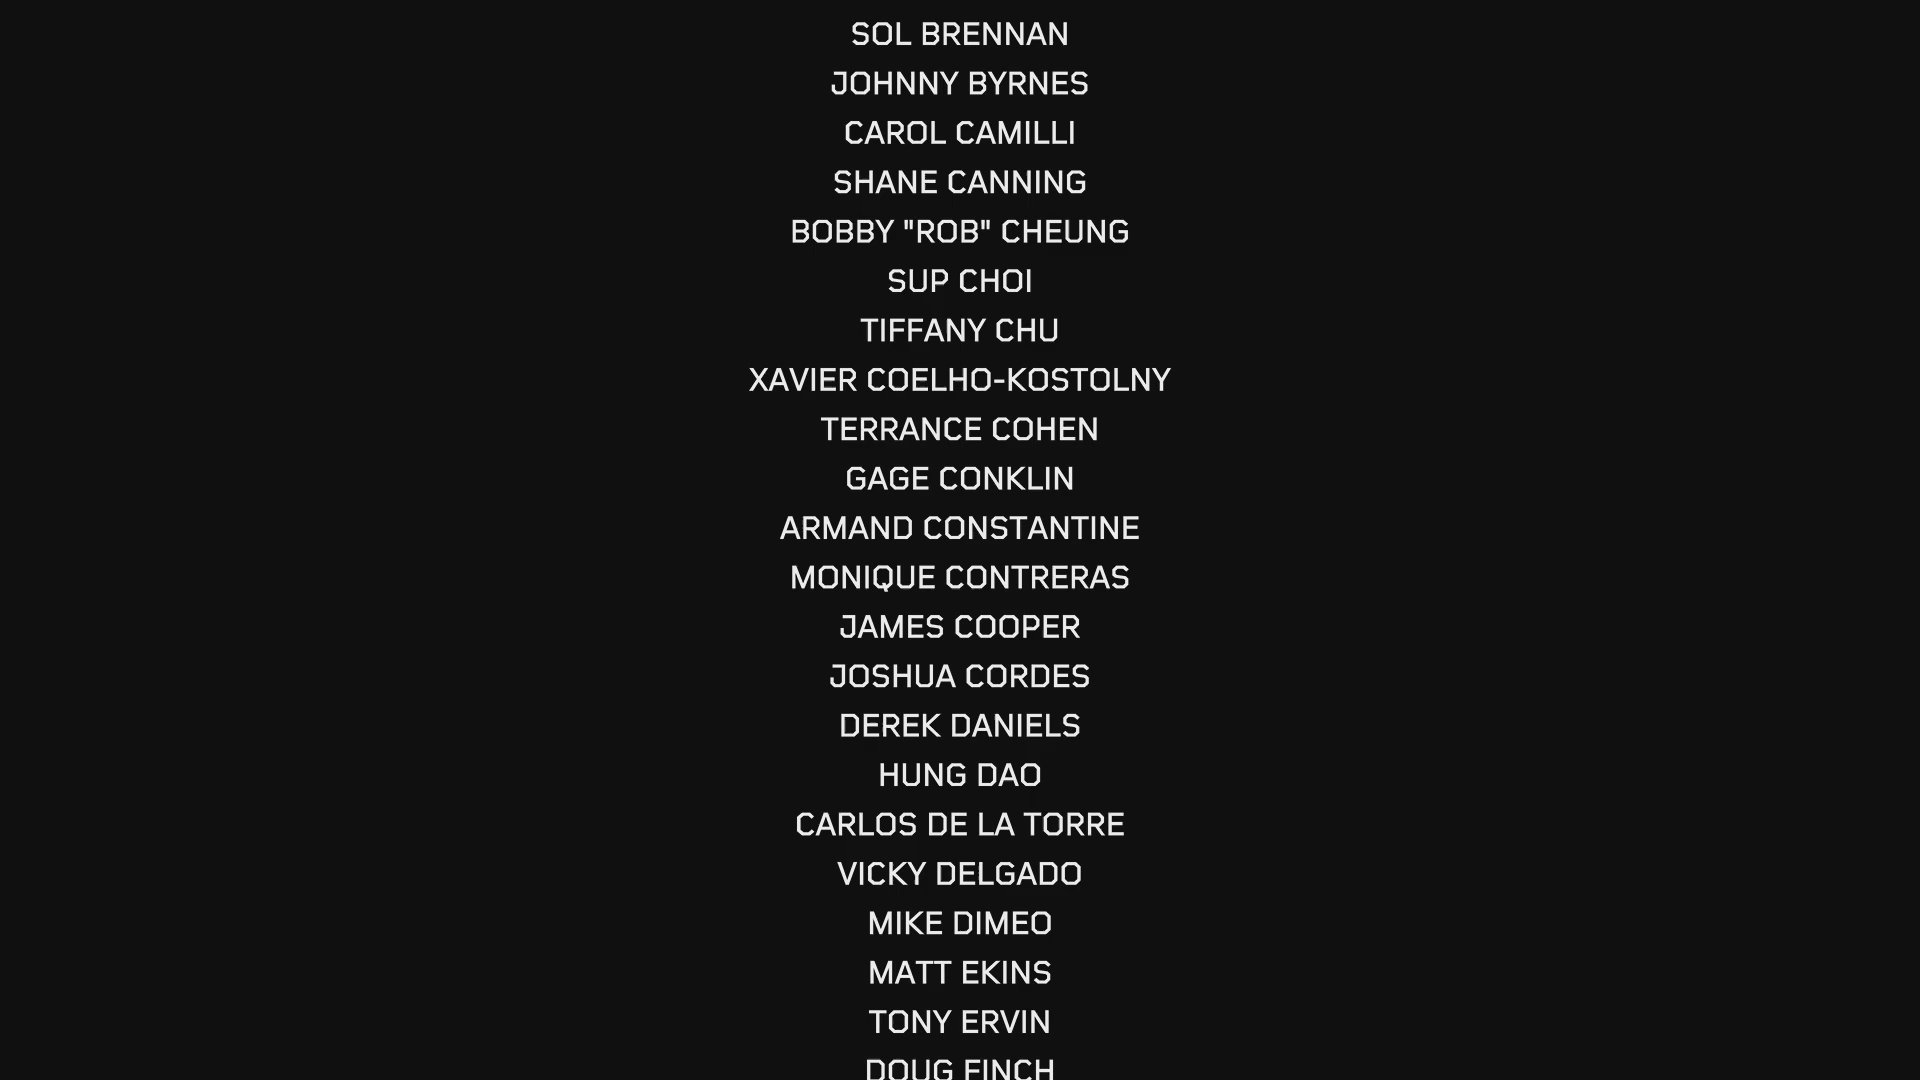 SOL BRENNAN
JOHNNY BYRNES
CAROL CAMILLI
SHANE CANNING
BOBBY "ROB" CHEUNG
SUP CHOI
TIFFANY CHU
XAVIER COELHO-KOSTOLNY
TERRANCE COHEN
GAGE CONKLIN
ARMAND CONSTANTINE
MONIQUE CONTRERAS
JAMES COOPER
JOSHUA CORDES
DEREK DANIELS
HUNG DAO
CARLOS DE LA TORRE
VICKY DELGADO
MIKE DIMEO
MATT EKINS
TONY ERVIN
DOUG FINCH